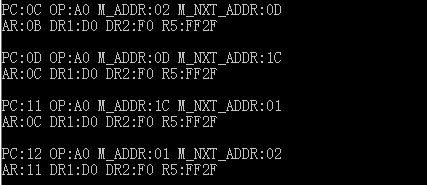 PC:0C OP:A0 M_ADDR:02 M_NXT_ADDR:0D
AR:0B DR1:D0 DR2:F0 R5:FF2F
PC:0D OP:A0 M_ADDR:0D M_NXT_ADDR:1C
AR:0C DR1:D0 DR2:F0 R5:FF2F
PC:11 OP:A0 M_ADDR:1C M_NXT_ADDR:01
AR:0C DR1:D0 DR2:F0 R5:FF2F
PC:12 OP:A0 M_ADDR:01 M_NXT_ADDR:02
AR:11 DR1:D0 DR2:F0 R5:FF2F